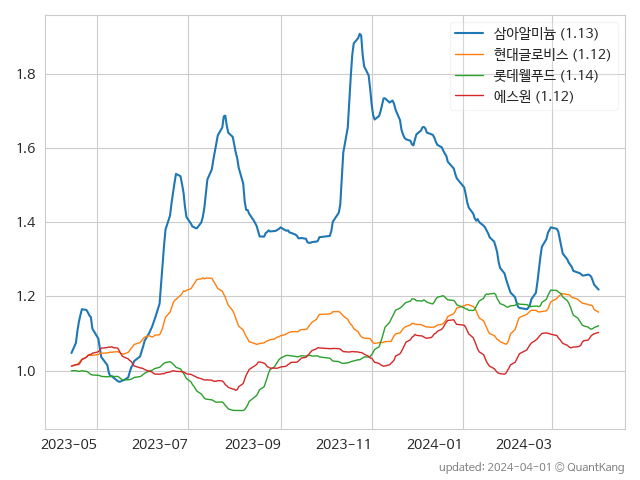 삼아알미늄 (1.13)
현대글로비스 (1.12)
롯데웰푸드 (1.14)
에스원 (1.12)
1.8
1.6
1.4
1.2
1.0
2023-05 2023-07 2023-09 2023-11 2024-01 2024-03
updated: 2024-04-01 © QuantKang